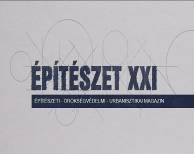 ÉPÍTÉSZET XXI
ÉPÍTÉSZETI - ÖRÖKSÉGVÉDELMI - URBANISZTIKAI MAGAZIN